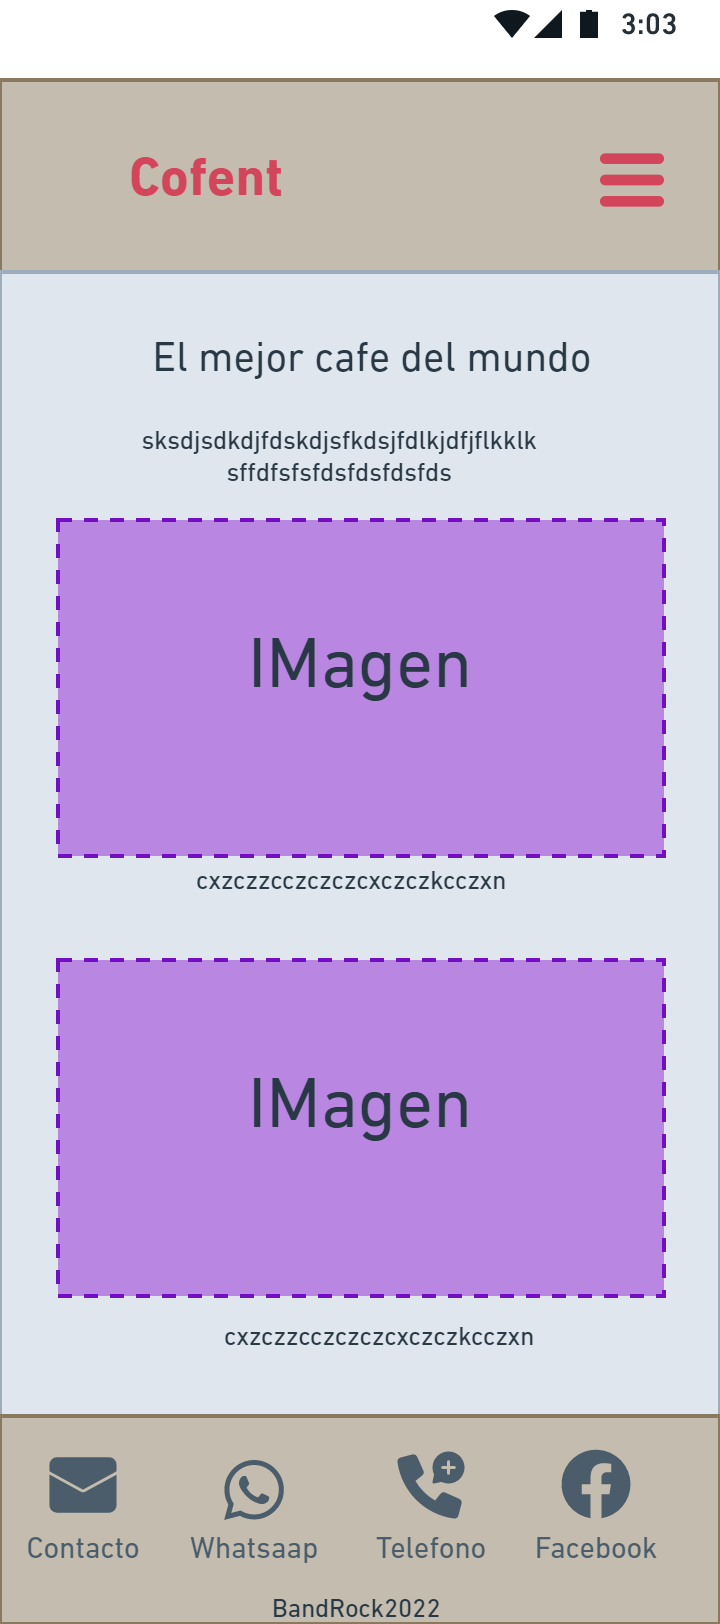 3:03
Cofent
El mejor cafe del mundo
sksdjsdkdjfdskdjsfkdsjfdlkjdfjflkklk
sffdfsfsfdsfdsfdsfds
IMagen
cxzczzcczczczcxczczkcczxn
IMagen
cxzczzcczczczcxczczkcczxn
Contacto Whatsaap Telefono Facebook
BandRock2022